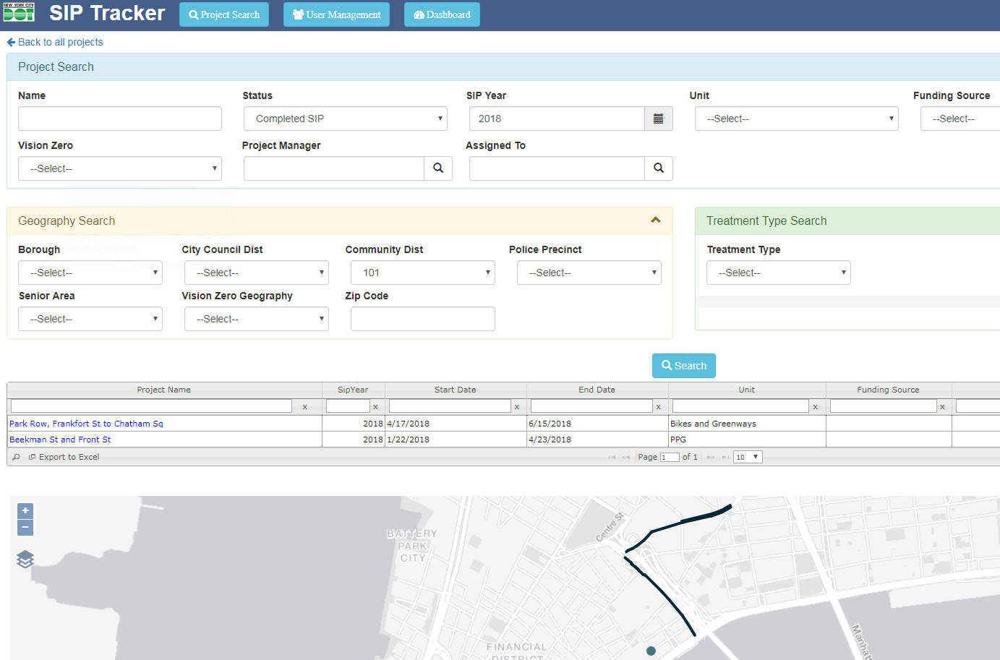 NEW YORK CITY
DOT
SIP Tracker
Project Search
User Management
Dashboard
Back to all projects
Project Search
Name
Status
SIP Year
Unit
Funding Source
Completed SIP
2018
--Select--
--Select--
Vision Zero
Project Manager
Assigned To
--Select--
Geography Search
Treatment Type Search
Borough
City Council Dist
Community Dist
Police Precinct
Treatment Type
--Select--
--Select--
101
--Select--
--Select--
Senior Area
Vision Zero Geography
Zip Code
--Select--
--Select--
Search
Project Name
SipYear
Start Date
End Date
Unit
Funding Source
x
x
x
x
x
x
Park Row, Frankfort St to Chatham Sq
2018
4/17/2018
6/15/2018
Bikes and Greenways
Beekman St and Front St
2018
1/22/2018
4/23/2018
PPG
Export to Excel
Page 1 of 1
10
+
−
BATTERY
PARK
CITY
Centre St
FINANCIAL
DISTRICT
Manhatt